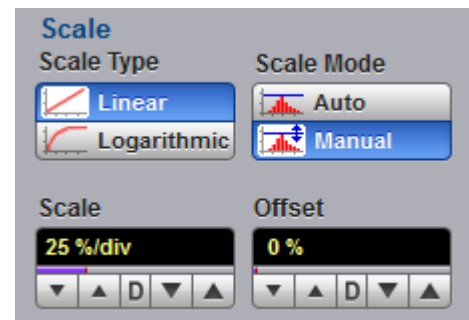 Scale
Scale Type
Scale Mode
Linear
Auto
Logarithmic
Manual
Scale
Offset
25 %/div
0 %
D
D